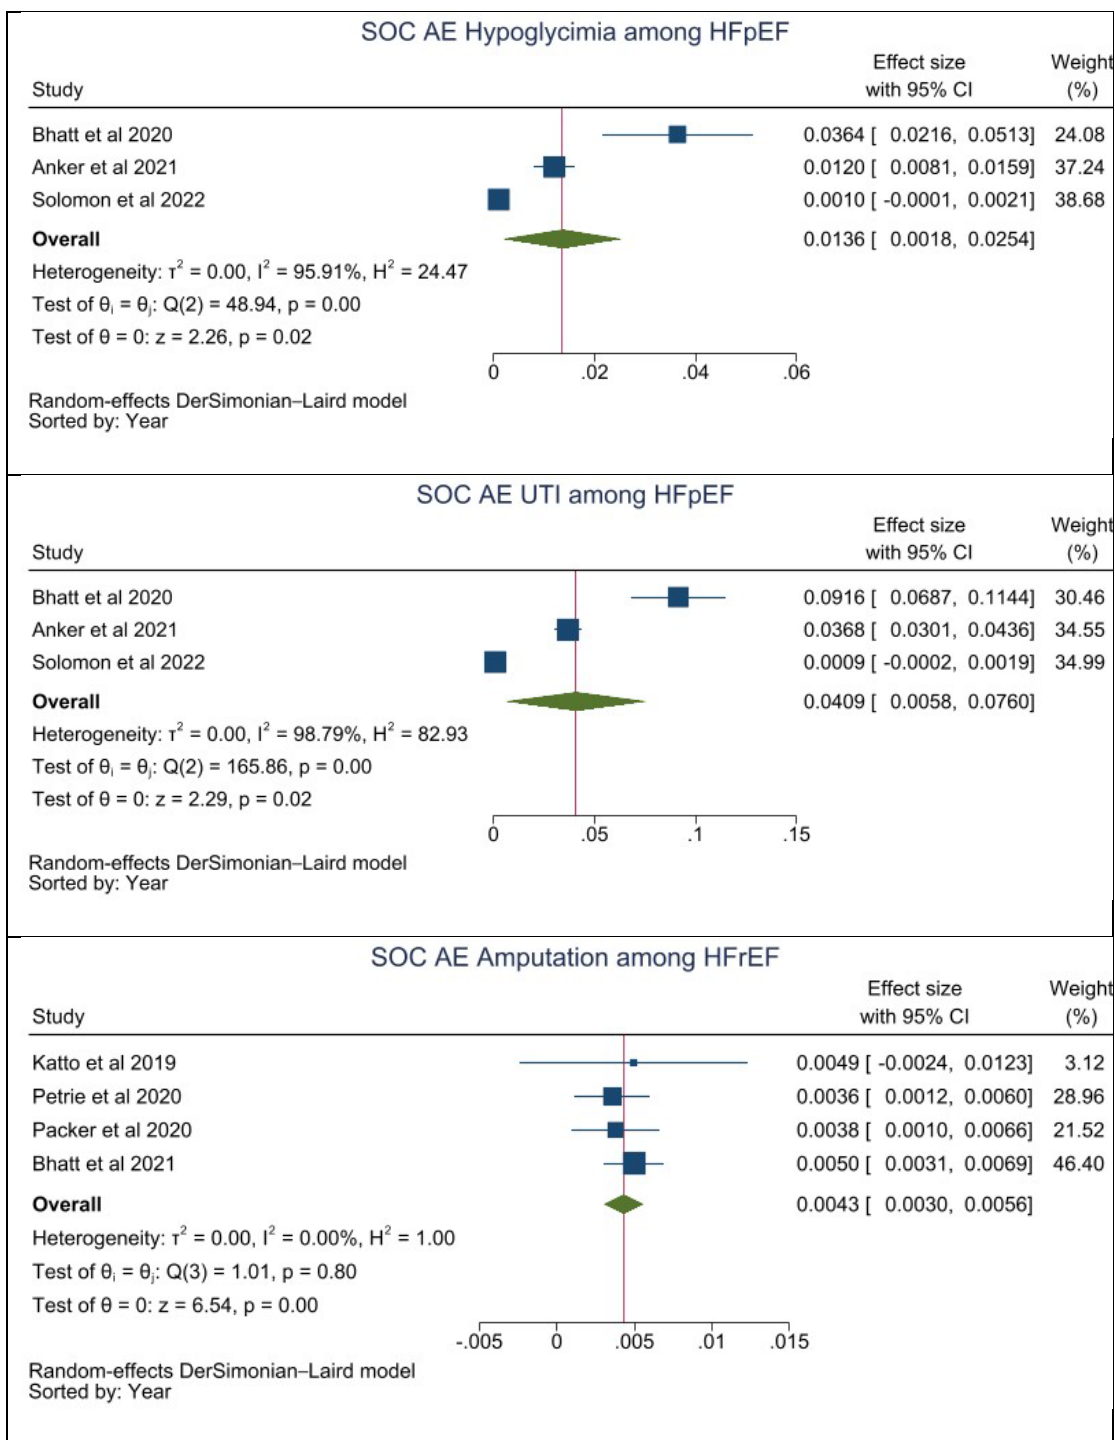 SOC AE Hypoglycimia among HFpEF
Effect size Weight
Study with 95% CI (%)
Bhatt et al 2020 0.0364 [ 0.0216, 0.0513] 24.08
Anker et al 2021 0.0120 [ 0.0081, 0.0159] 37.24
Solomon et al 2022 0.0010 [ -0.0001, 0.0021] 38.68
Overall 0.0136 [ 0.0018, 0.0254]
Heterogeneity: τ² = 0.00, I² = 95.91%, H² = 24.47
Test of θᵢ = θⱼ: Q(2) = 48.94, p = 0.00
Test of θ = 0: z = 2.26, p = 0.02
0 .02 .04 .06
Random-effects DerSimonian–Laird model
Sorted by: Year
SOC AE UTI among HFpEF
Effect size Weight
Study with 95% CI (%)
Bhatt et al 2020 0.0916 [ 0.0687, 0.1144] 30.46
Anker et al 2021 0.0368 [ 0.0301, 0.0436] 34.55
Solomon et al 2022 0.0009 [ -0.0002, 0.0019] 34.99
Overall 0.0409 [ 0.0058, 0.0760]
Heterogeneity: τ² = 0.00, I² = 98.79%, H² = 82.93
Test of θᵢ = θⱼ: Q(2) = 165.86, p = 0.00
Test of θ = 0: z = 2.29, p = 0.02
0 .05 .1 .15
Random-effects DerSimonian–Laird model
Sorted by: Year
SOC AE Amputation among HFrEF
Effect size Weight
Study with 95% CI (%)
Katto et al 2019 0.0049 [ -0.0024, 0.0123] 3.12
Petrie et al 2020 0.0036 [ 0.0012, 0.0060] 28.96
Packer et al 2020 0.0038 [ 0.0010, 0.0066] 21.52
Bhatt et al 2021 0.0050 [ 0.0031, 0.0069] 46.40
Overall 0.0043 [ 0.0030, 0.0056]
Heterogeneity: τ² = 0.00, I² = 0.00%, H² = 1.00
Test of θᵢ = θⱼ: Q(3) = 1.01, p = 0.80
Test of θ = 0: z = 6.54, p = 0.00
-.005 0 .005 .01 .015
Random-effects DerSimonian–Laird model
Sorted by: Year